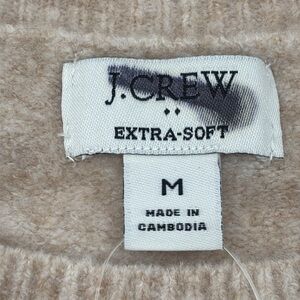 J.CREW
EXTRA-SOFT
M
MADE IN
CAMBODIA